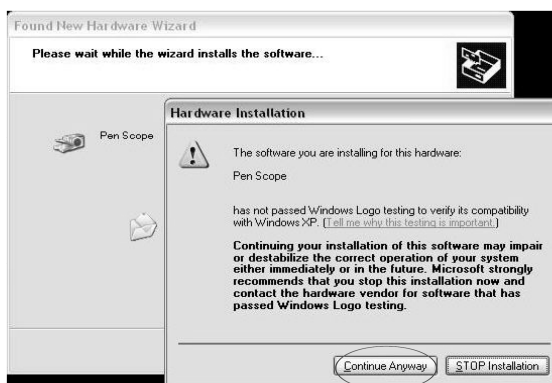 Found New Hardware Wizard
Please wait while the wizard installs the software...
Pen Scope
Hardware Installation
The software you are installing for this hardware:
Pen Scope
has not passed Windows Logo testing to verify its compatibility
with Windows XP. (Tell me why this testing is important.)
Continuing your installation of this software may impair
or destabilize the correct operation of your system
either immediately or in the future. Microsoft strongly
recommends that you stop this installation now and
contact the hardware vendor for software that has
passed Windows Logo testing.
Continue Anyway
STOP Installation